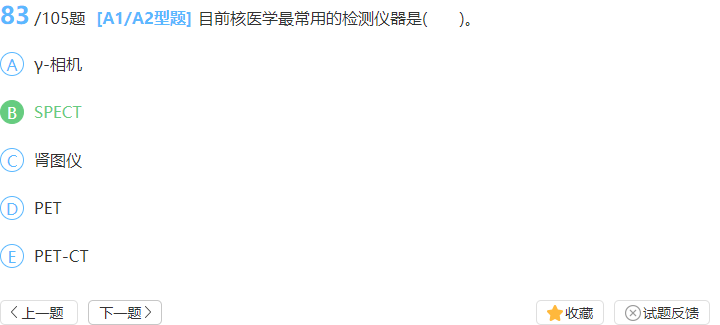 83 /105题 [A1/A2型题] 目前核医学最常用的检测仪器是(　　)。
A γ-相机
B SPECT
C 肾图仪
D PET
E PET-CT
上一题 下一题 收藏 试题反馈